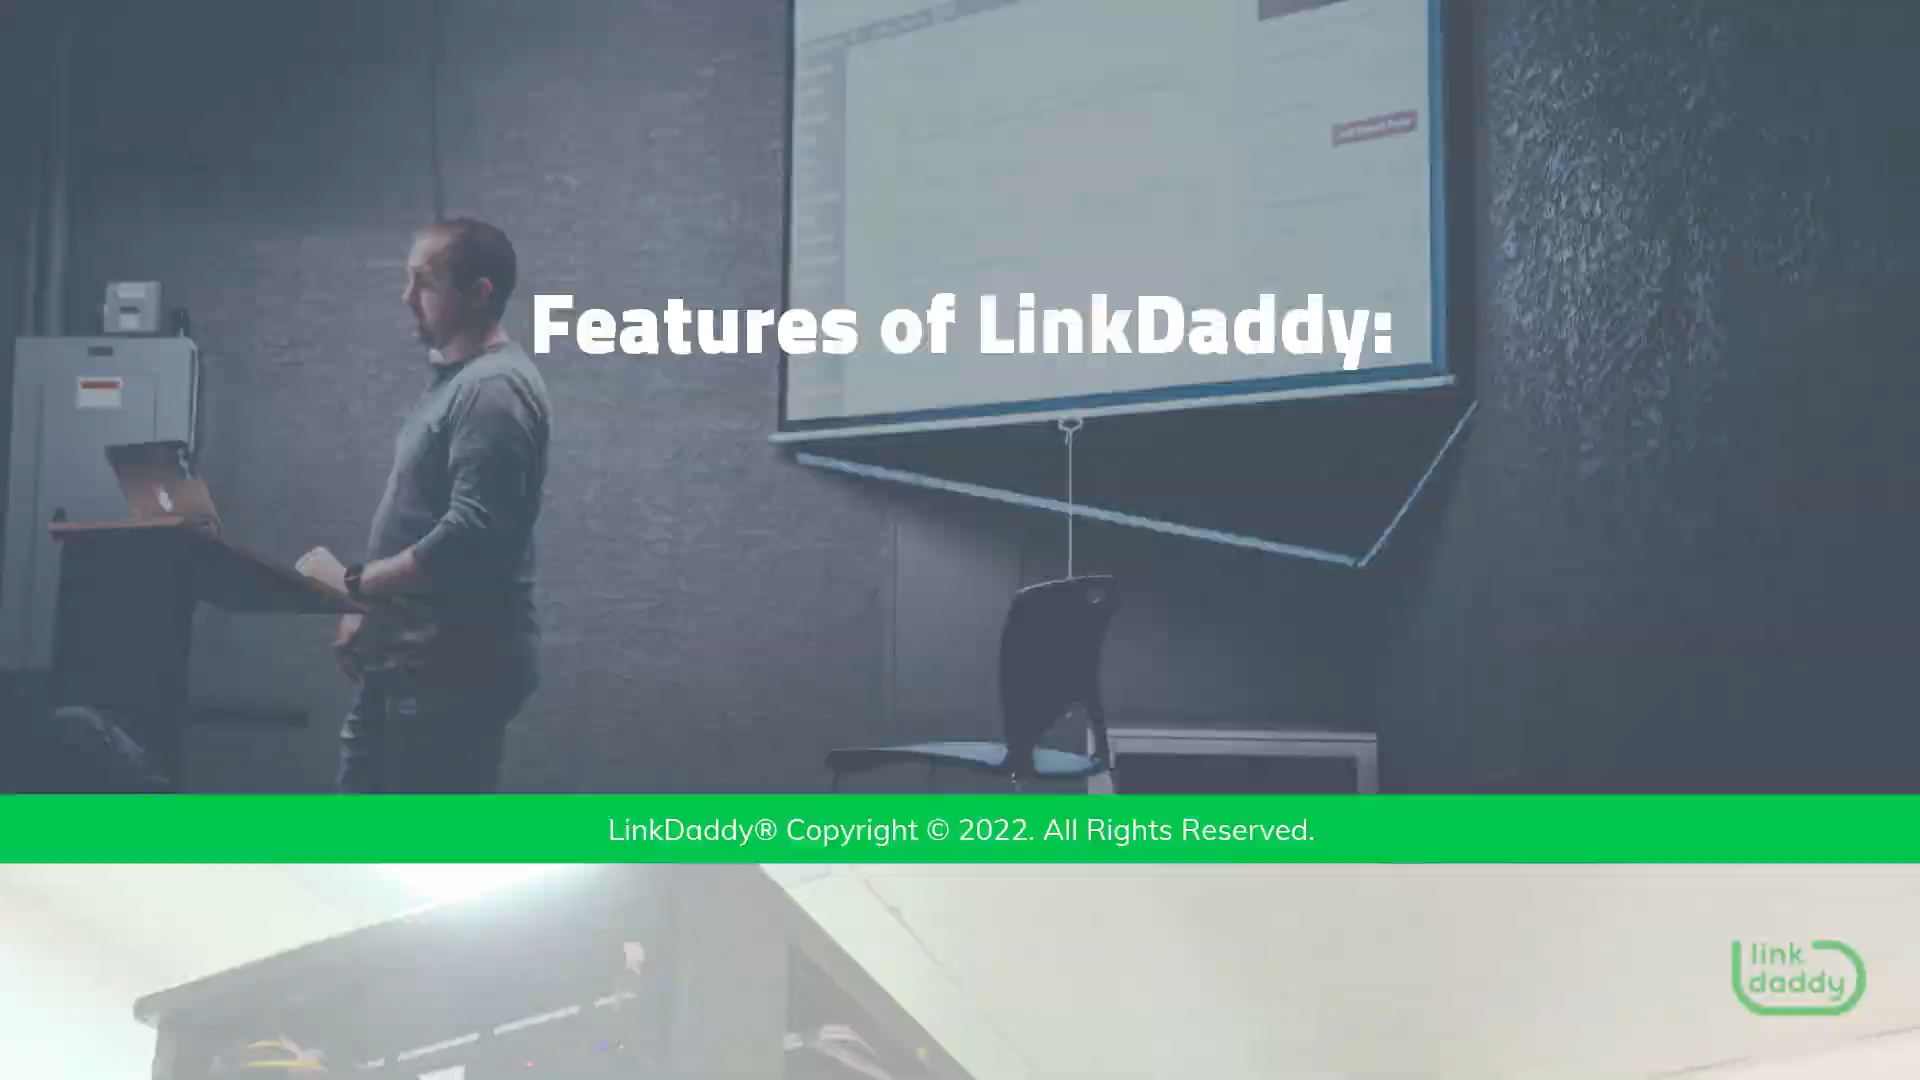 Features of LinkDaddy:
LinkDaddy® Copyright © 2022. All Rights Reserved.
link
daddy